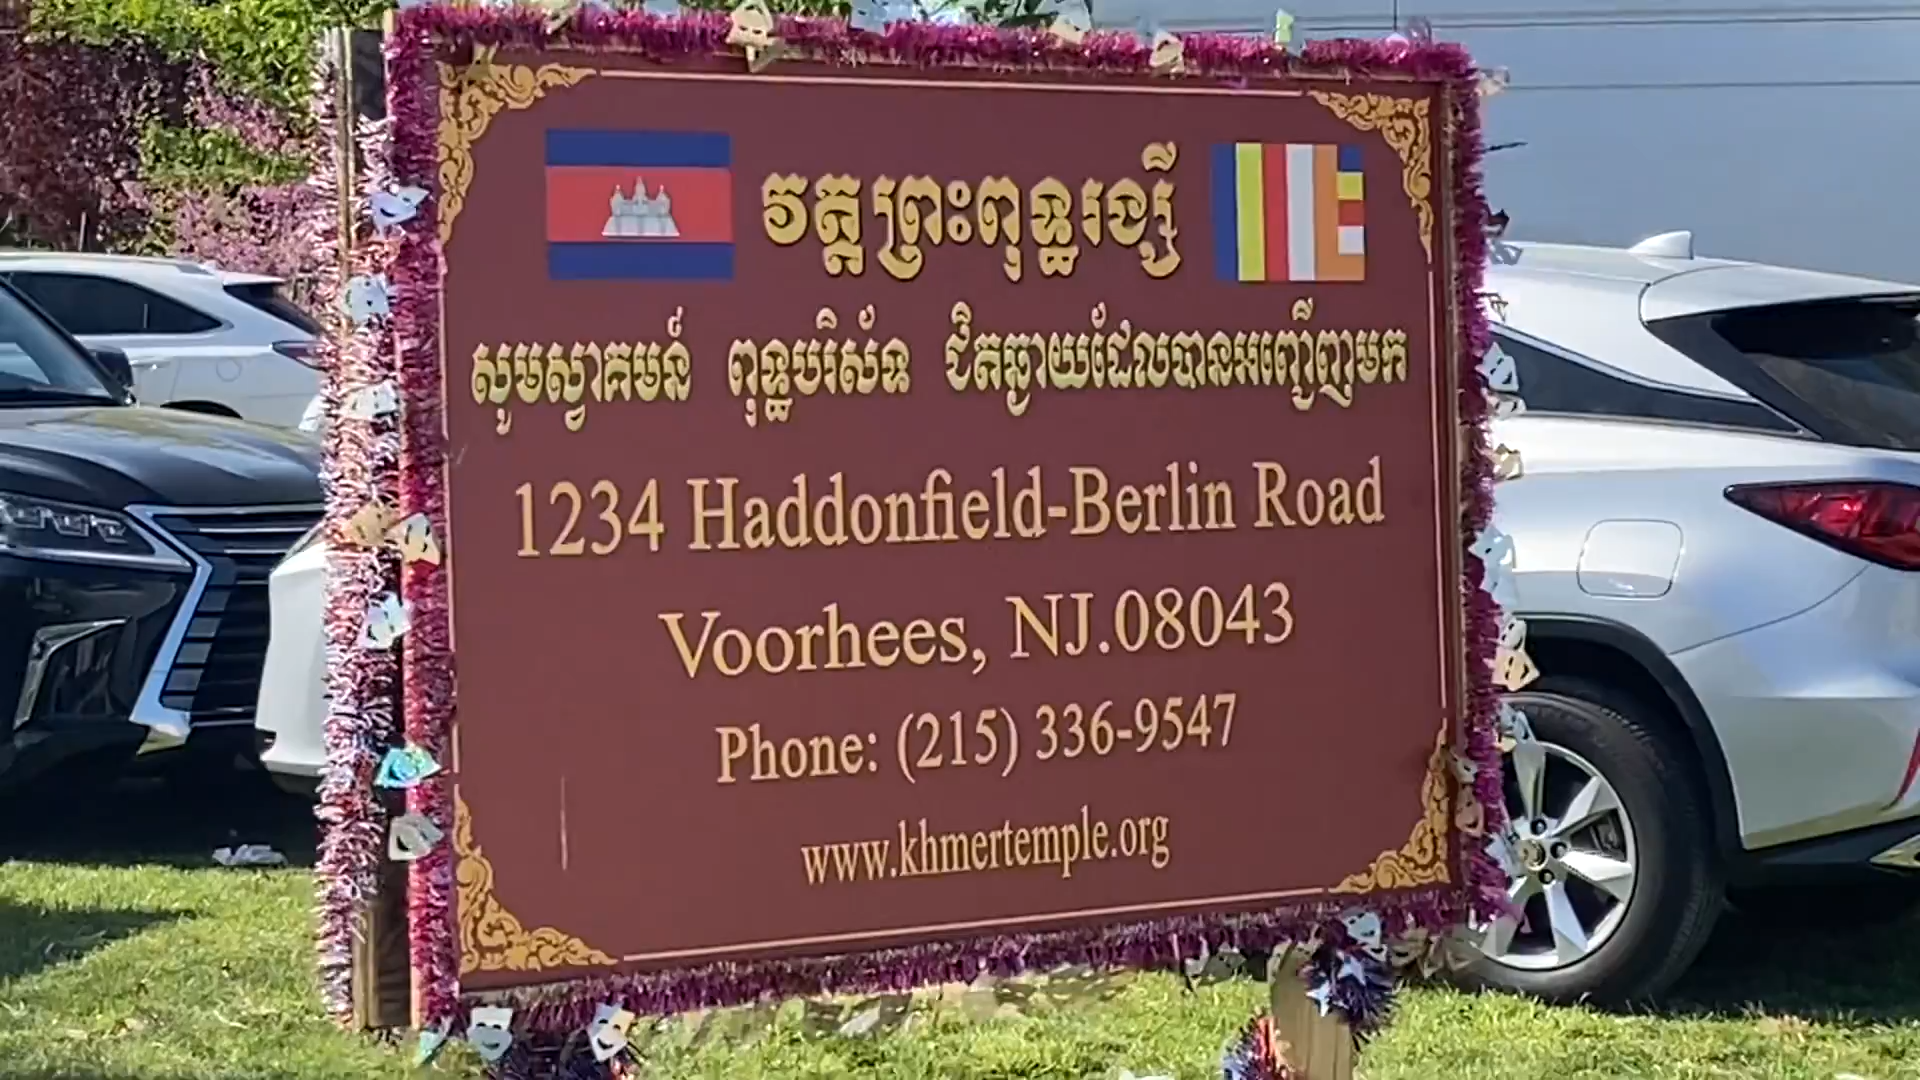 វត្តព្រះពុទ្ធរង្សី
សូមស្វាគមន៍ ពុទ្ធបរិស័ទ ជិតឆ្ងាយដែលបានអញ្ជើញមក
1234 Haddonfield-Berlin Road
Voorhees, NJ.08043
Phone: (215) 336-9547
www.khmertemple.org